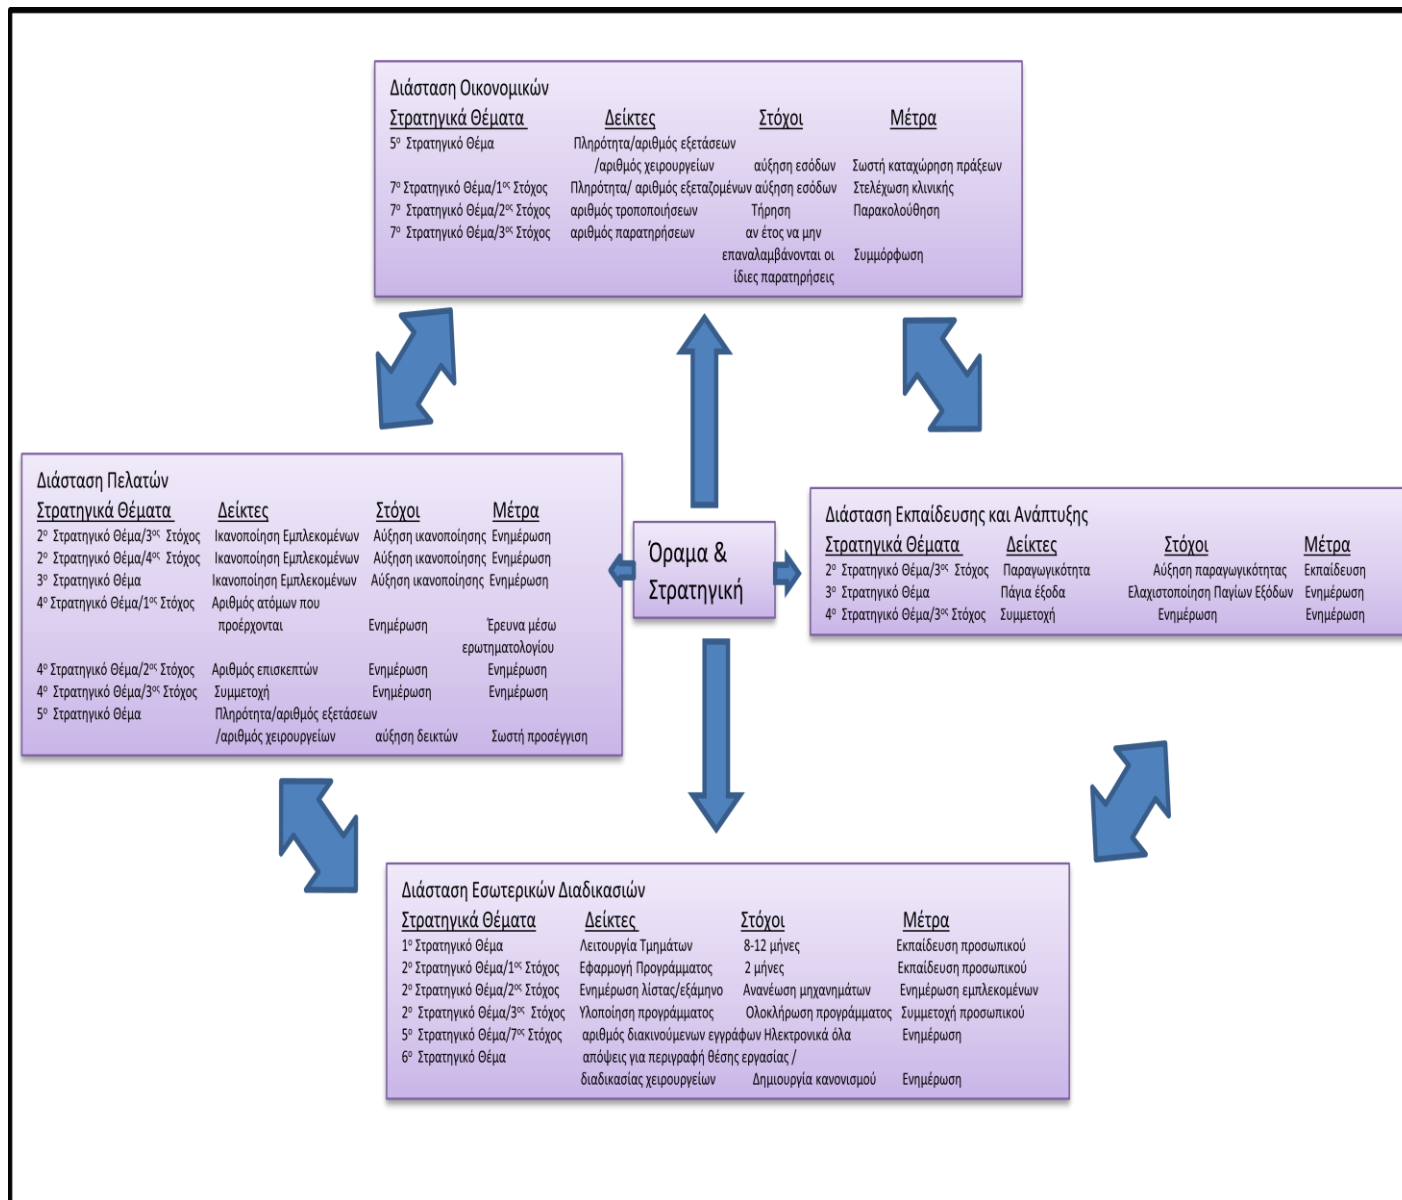 Διάσταση Οικονομικών
Στρατηγικά Θέματα Δείκτες Στόχοι Μέτρα
5ο Στρατηγικό Θέμα Πληρότητα/αριθμός εξετάσεων
/αριθμός χειρουργείων αύξηση εσόδων Σωστή καταχώρηση πράξεων
7ο Στρατηγικό Θέμα/1ος Στόχος Πληρότητα/ αριθμός εξεταζομένων αύξηση εσόδων Στελέχωση κλινικής
7ο Στρατηγικό Θέμα/2ος Στόχος αριθμός τροποποιήσεων Τήρηση Παρακολούθηση
7ο Στρατηγικό Θέμα/3ος Στόχος αριθμός παρατηρήσεων αν έτος να μην
επαναλαμβάνονται οι Συμμόρφωση
ίδιες παρατηρήσεις
Διάσταση Πελατών
Στρατηγικά Θέματα Δείκτες Στόχοι Μέτρα
2ο Στρατηγικό Θέμα/3ος Στόχος Ικανοποίηση Εμπλεκομένων Αύξηση ικανοποίησης Ενημέρωση
2ο Στρατηγικό Θέμα/4ος Στόχος Ικανοποίηση Εμπλεκομένων Αύξηση ικανοποίησης Ενημέρωση
3ο Στρατηγικό Θέμα Ικανοποίηση Εμπλεκομένων Αύξηση ικανοποίησης Ενημέρωση
4ο Στρατηγικό Θέμα/1ος Στόχος Αριθμός ατόμων που
προέρχονται Ενημέρωση Έρευνα μέσω
ερωτηματολογίου
4ο Στρατηγικό Θέμα/2ος Στόχος Αριθμός επισκεπτών Ενημέρωση Ενημέρωση
4ο Στρατηγικό Θέμα/3ος Στόχος Συμμετοχή Ενημέρωση Ενημέρωση
5ο Στρατηγικό Θέμα Πληρότητα/αριθμός εξετάσεων
/αριθμός χειρουργείων αύξηση δεικτών Σωστή προσέγγιση
Όραμα &
Στρατηγική
Διάσταση Εκπαίδευσης και Ανάπτυξης
Στρατηγικά Θέματα Δείκτες Στόχοι Μέτρα
2ο Στρατηγικό Θέμα/3ος Στόχος Παραγωγικότητα Αύξηση παραγωγικότητας Εκπαίδευση
3ο Στρατηγικό Θέμα Πάγια έξοδα Ελαχιστοποίηση Παγίων Εξόδων Ενημέρωση
4ο Στρατηγικό Θέμα/3ος Στόχος Συμμετοχή Ενημέρωση Ενημέρωση
Διάσταση Εσωτερικών Διαδικασιών
Στρατηγικά Θέματα Δείκτες Στόχοι Μέτρα
1ο Στρατηγικό Θέμα Λειτουργία Τμημάτων 8-12 μήνες Εκπαίδευση προσωπικού
2ο Στρατηγικό Θέμα/1ος Στόχος Εφαρμογή Προγράμματος 2 μήνες Εκπαίδευση προσωπικού
2ο Στρατηγικό Θέμα/2ος Στόχος Ενημέρωση λίστας/εξάμηνο Ανανέωση μηχανημάτων Ενημέρωση εμπλεκομένων
2ο Στρατηγικό Θέμα/3ος Στόχος Υλοποίηση προγράμματος Ολοκλήρωση προγράμματος Συμμετοχή προσωπικού
5ο Στρατηγικό Θέμα/7ος Στόχος αριθμός διακινούμενων εγγράφων Ηλεκτρονικά όλα Ενημέρωση
6ο Στρατηγικό Θέμα απόψεις για περιγραφή θέσης εργασίας /
διαδικασίας χειρουργείων Δημιουργία κανονισμού Ενημέρωση